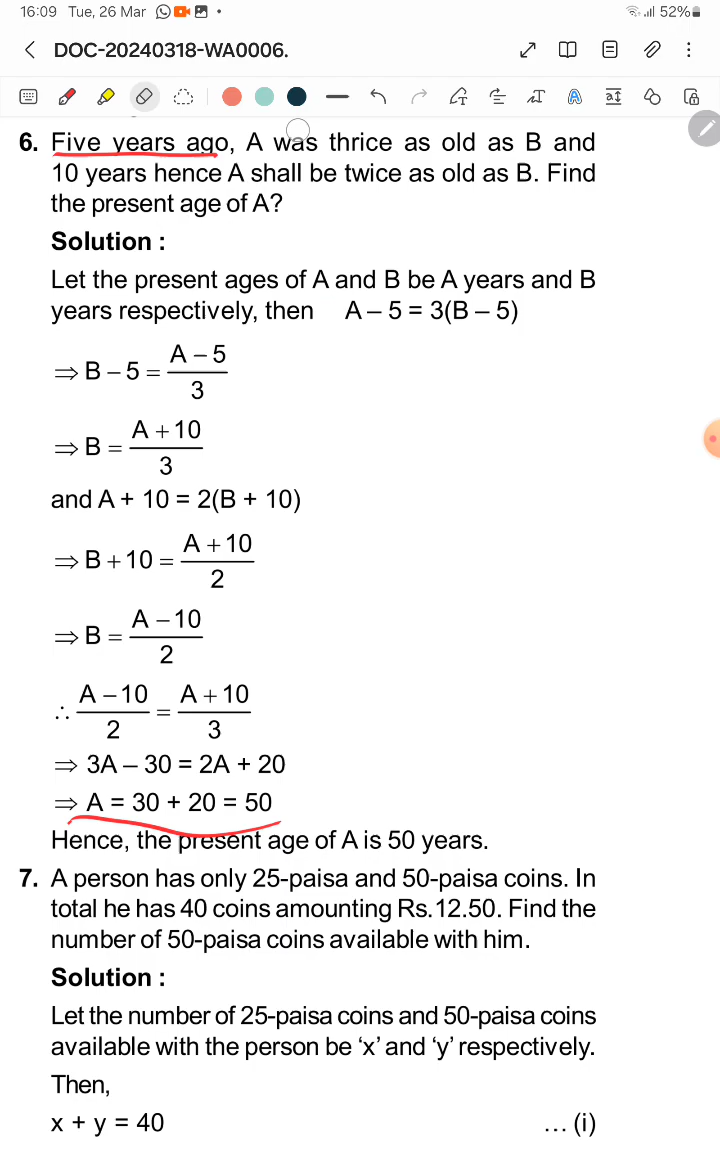 16:09 Tue, 26 Mar 52%
DOC-20240318-WA0006.
6. Five years ago, A was thrice as old as B and
10 years hence A shall be twice as old as B. Find
the present age of A?
Solution :
Let the present ages of A and B be A years and B
years respectively, then A – 5 = 3(B – 5)
⇒ B – 5 = (A – 5)/3
⇒ B = (A + 10)/3
and A + 10 = 2(B + 10)
⇒ B + 10 = (A + 10)/2
⇒ B = (A – 10)/2
∴ (A – 10)/2 = (A + 10)/3
⇒ 3A – 30 = 2A + 20
⇒ A = 30 + 20 = 50
Hence, the present age of A is 50 years.
7. A person has only 25-paisa and 50-paisa coins. In
total he has 40 coins amounting Rs.12.50. Find the
number of 50-paisa coins available with him.
Solution :
Let the number of 25-paisa coins and 50-paisa coins
available with the person be ‘x’ and ‘y’ respectively.
Then,
x + y = 40 ... (i)